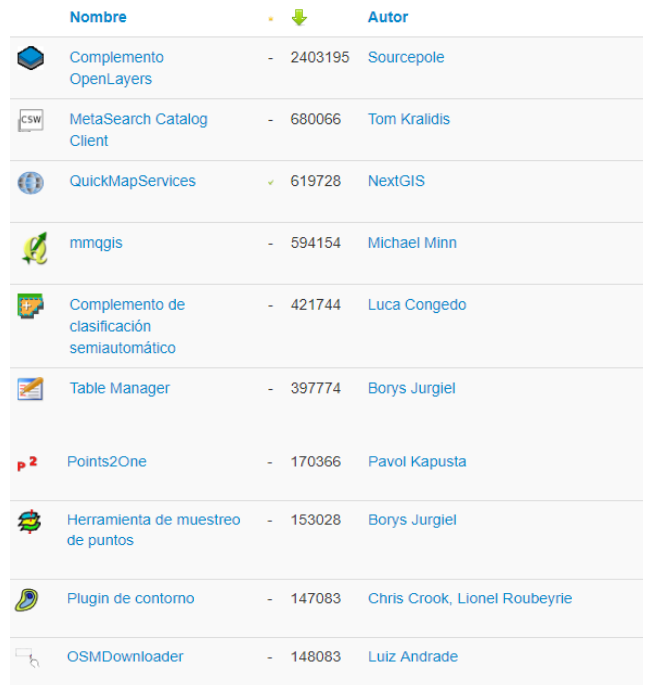 Nombre Autor
Complemento - 2403195 Sourcepole
OpenLayers
CSW MetaSearch Catalog - 680066 Tom Kralidis
Client
QuickMapServices 619728 NextGIS
mmqgis - 594154 Michael Minn
Complemento de - 421744 Luca Congedo
clasificación
semiautomático
Table Manager - 397774 Borys Jurgiel
P2 Points2One - 170366 Pavol Kapusta
Herramienta de muestreo - 153028 Borys Jurgiel
de puntos
Plugin de contorno - 147083 Chris Crook, Lionel Roubeyrie
OSMDownloader - 148083 Luiz Andrade